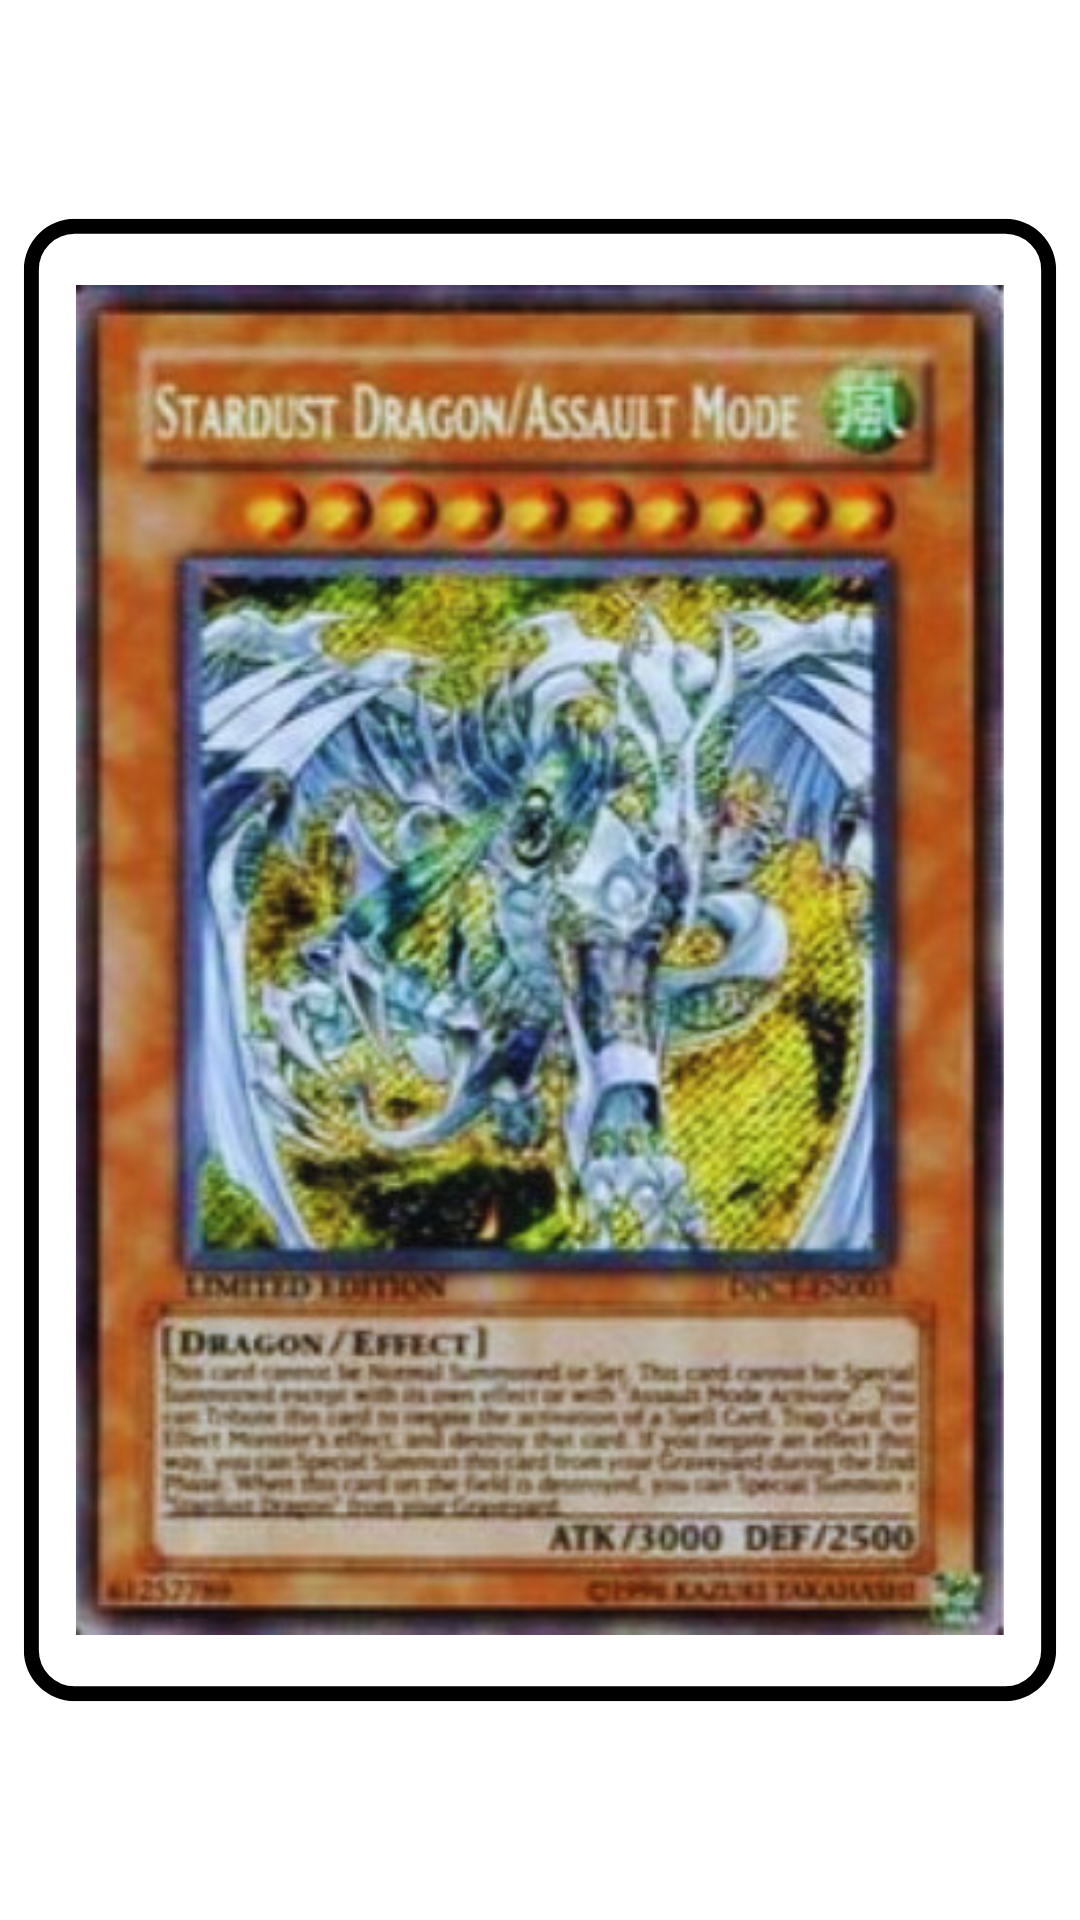 STARDUST DRAGON/ASSAULT MODE
風
LIMITED EDITION
DPCT-EN003
[DRAGON/EFFECT]
This card cannot be Normal Summoned or Set. This card cannot be Special
Summoned except with its own effect or with "Assault Mode Activate". You
can Tribute this card to negate the activation of a Spell Card, Trap Card, or
Effect Monster's effect, and destroy that card. If you negate an effect this
way, you can Special Summon this card from your Graveyard during the End
Phase. When this card on the field is destroyed, you can Special Summon 1
"Stardust Dragon" from your Graveyard.
ATK/3000 DEF/2500
61257789
©1996 KAZUKI TAKAHASHI